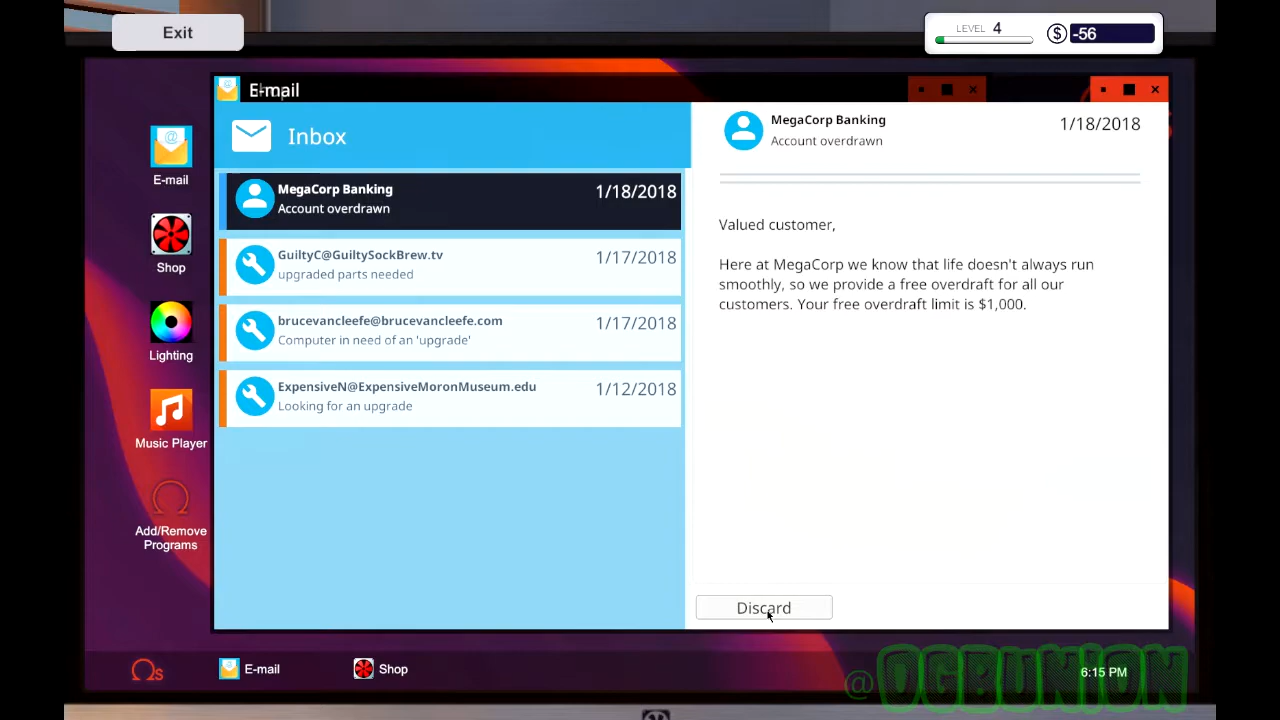 Exit
LEVEL 4
$ -56
E-mail
Inbox
MegaCorp Banking
1/18/2018
Account overdrawn
GuiltyC@GuiltySockBrew.tv
1/17/2018
upgraded parts needed
brucevancleefe@brucevancleefe.com
1/17/2018
Computer in need of an 'upgrade'
ExpensiveN@ExpensiveMoronMuseum.edu
1/12/2018
Looking for an upgrade
MegaCorp Banking
1/18/2018
Account overdrawn
Valued customer,
Here at MegaCorp we know that life doesn't always run
smoothly, so we provide a free overdraft for all our
customers. Your free overdraft limit is $1,000.
Discard
E-mail
Shop
Lighting
Music Player
Add/Remove
Programs
Ωs
E-mail
Shop
6:15 PM
@OGBUNION